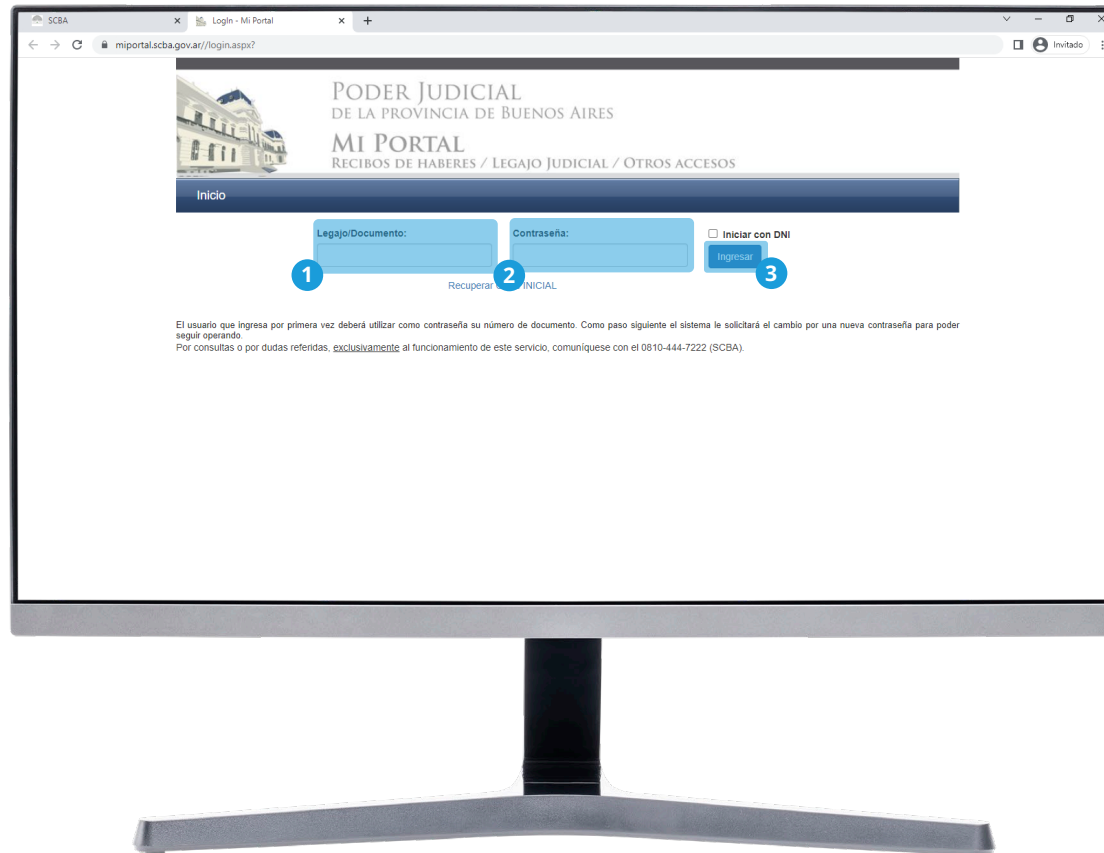 SCBA
LogIn - Mi Portal
miportal.scba.gov.ar//login.aspx?
Invitado
PODER JUDICIAL
DE LA PROVINCIA DE BUENOS AIRES
MI PORTAL
RECIBOS DE HABERES / LEGAJO JUDICIAL / OTROS ACCESOS
Inicio
Legajo/Documento:
Contraseña:
Iniciar con DNI
Ingresar
1
2
3
Recuperar INICIAL
El usuario que ingresa por primera vez deberá utilizar como contraseña su número de documento. Como paso siguiente el sistema le solicitará el cambio por una nueva contraseña para poder
seguir operando.
Por consultas o por dudas referidas, exclusivamente al funcionamiento de este servicio, comuníquese con el 0810-444-7222 (SCBA).